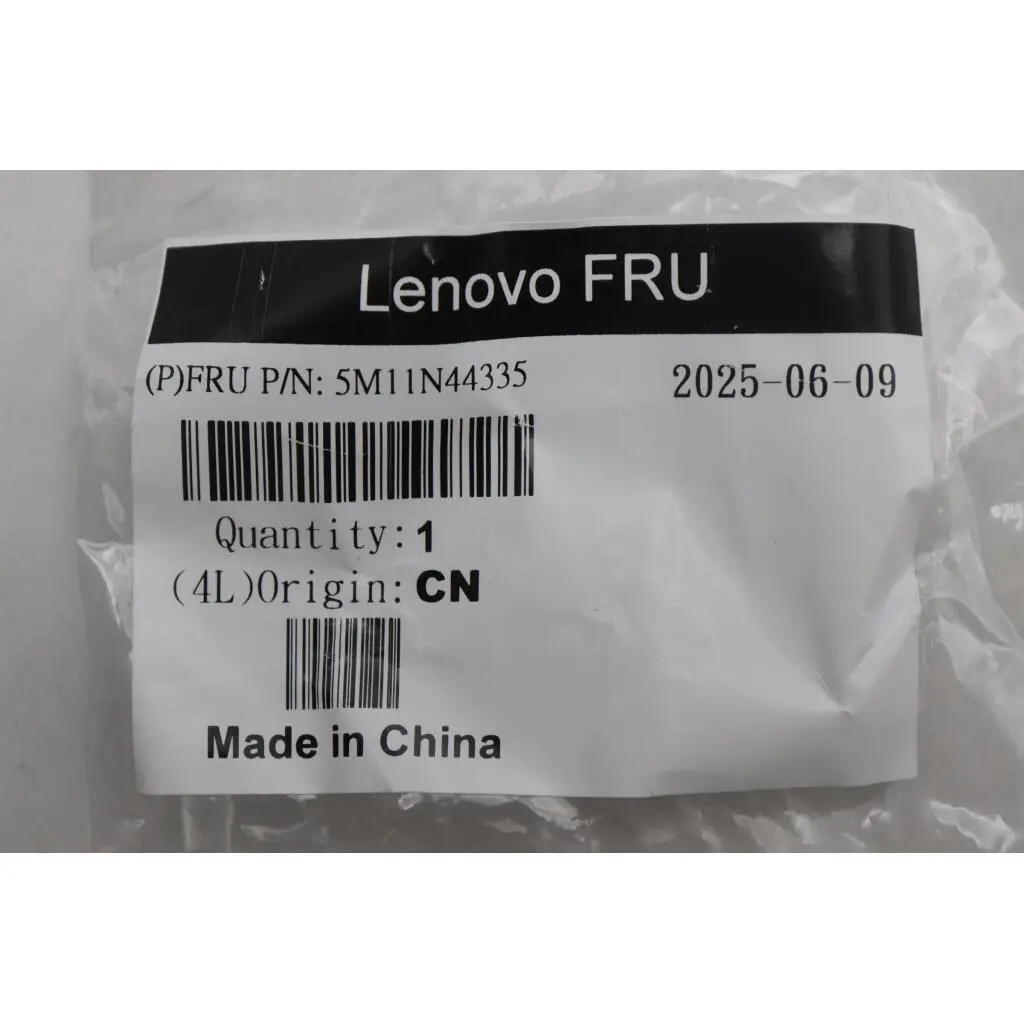 Lenovo FRU
(P)FRU P/N: 5M11N44335
2025-06-09
Quantity: 1
(4L)Origin: CN
Made in China